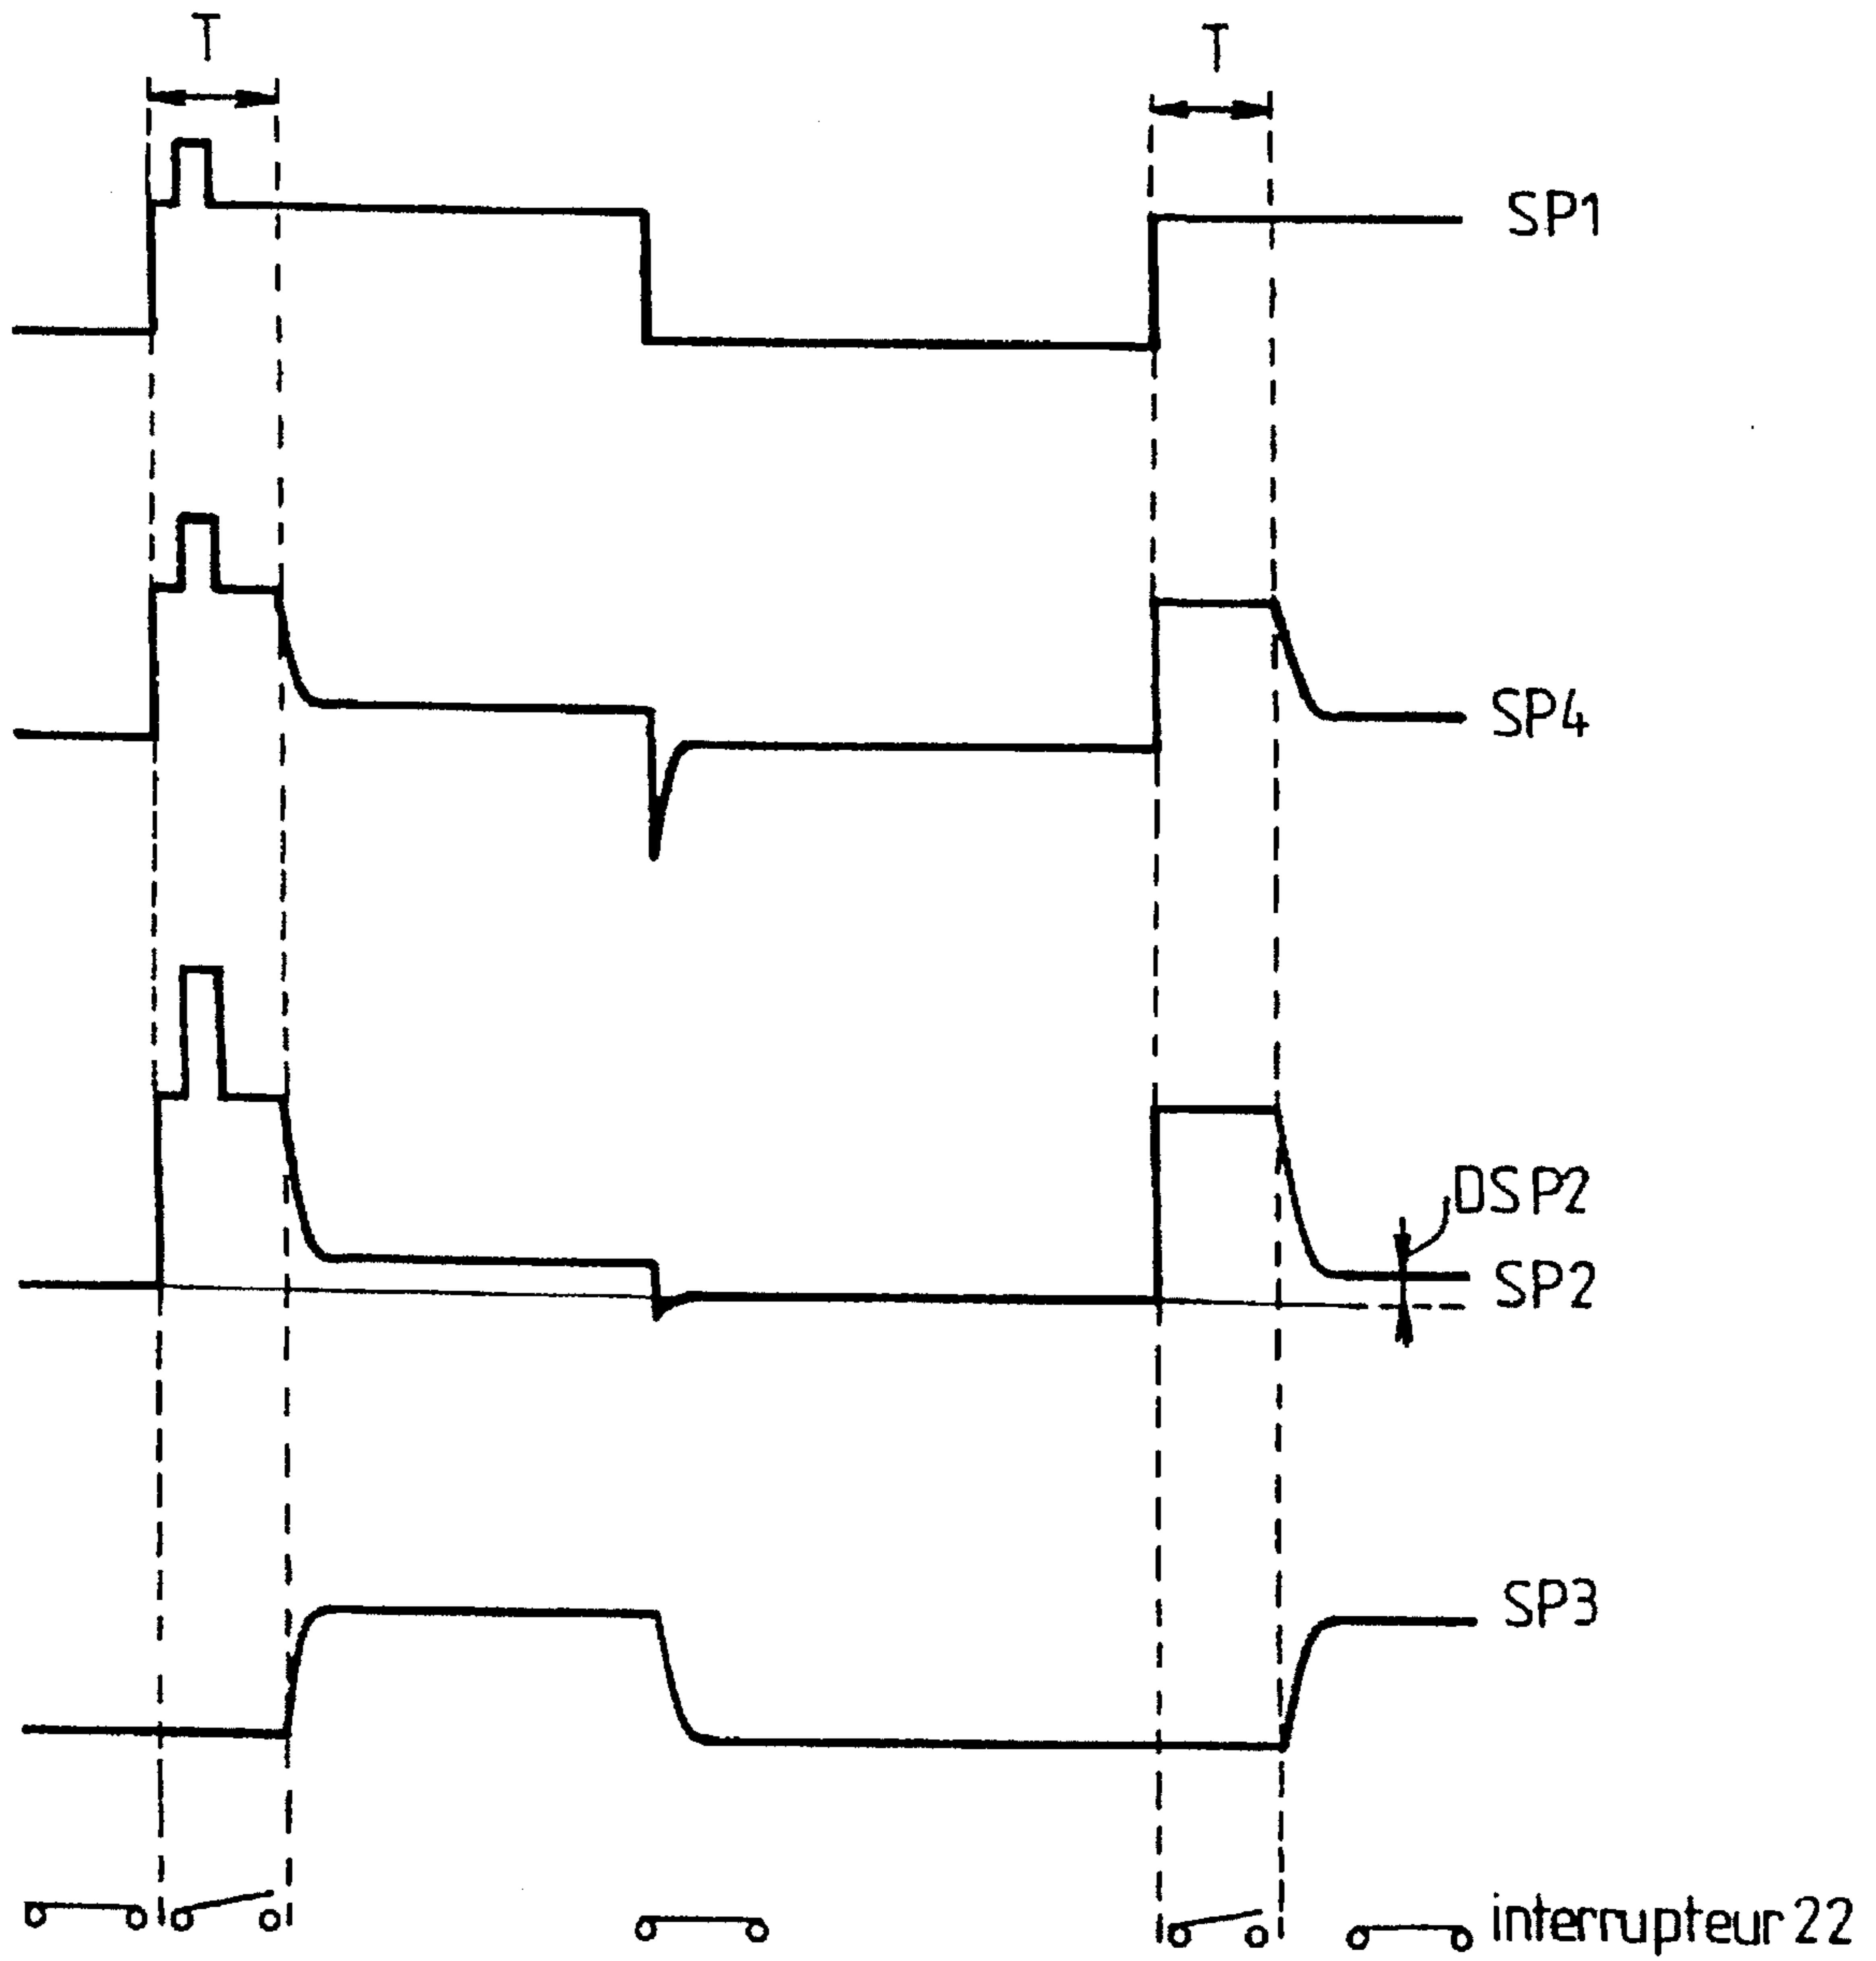 T
T
SP1
SP4
DSP2
SP2
SP3
interrupteur 22